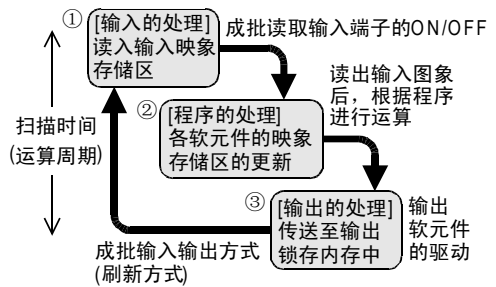 ①
[输入的处理]
读入输入映象
存储区
成批读取输入端子的ON/OFF
读出输入图象
后，根据程序
进行运算
②
[程序的处理]
各软元件的映象
存储区的更新
扫描时间
(运算周期)
③
[输出的处理]
传送至输出
锁存内存中
输出
软元件
的驱动
成批输入输出方式
(刷新方式)